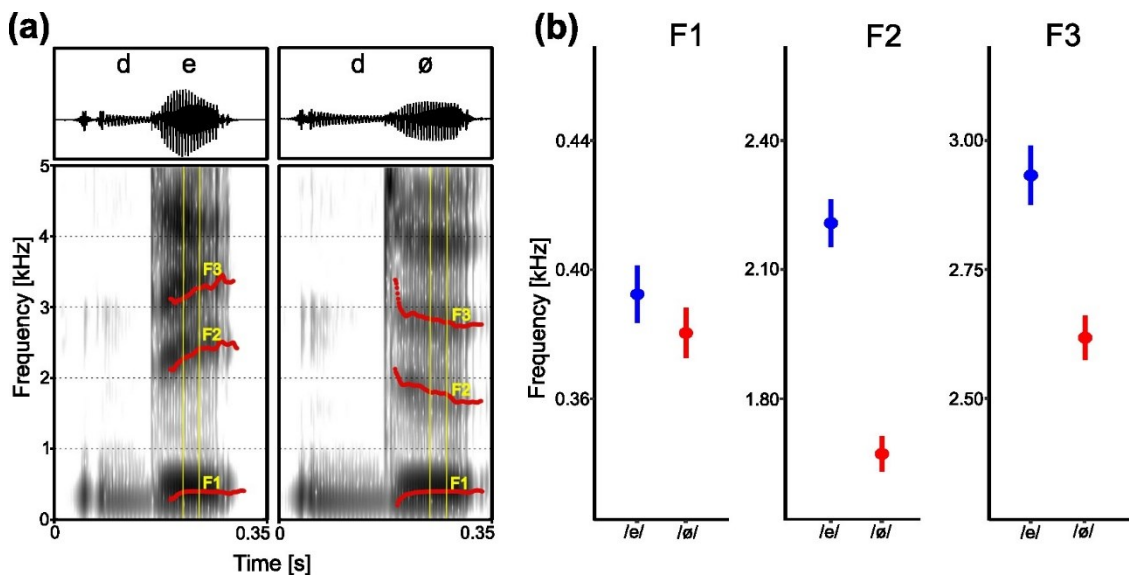 (a)
d e
d ø
Frequency [kHz]
5
4
3
2
1
0
F3
F2
F1
F3
F2
F1
0 0.35
0 0.35
Time [s]
(b)
F1 F2 F3
Frequency [kHz]
0.44
0.40
0.36
/e/ /ø/
2.40
2.10
1.80
/e/ /ø/
3.00
2.75
2.50
/e/ /ø/